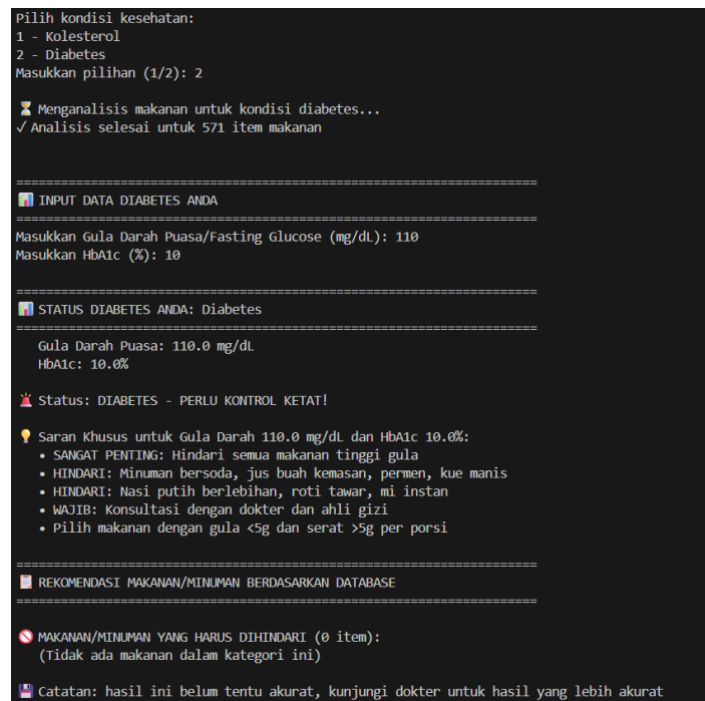 Pilih kondisi kesehatan:
1 - Kolesterol
2 - Diabetes
Masukkan pilihan (1/2): 2
⏳ Menganalisis makanan untuk kondisi diabetes...
✓ Analisis selesai untuk 571 item makanan
======================================================================
📊 INPUT DATA DIABETES ANDA
======================================================================
Masukkan Gula Darah Puasa/Fasting Glucose (mg/dL): 110
Masukkan HbA1c (%): 10
======================================================================
📊 STATUS DIABETES ANDA: Diabetes
======================================================================
Gula Darah Puasa: 110.0 mg/dL
HbA1c: 10.0%
🚨 Status: DIABETES - PERLU KONTROL KETAT!
💡 Saran Khusus untuk Gula Darah 110.0 mg/dL dan HbA1c 10.0%:
• SANGAT PENTING: Hindari semua makanan tinggi gula
• HINDARI: Minuman bersoda, jus buah kemasan, permen, kue manis
• HINDARI: Nasi putih berlebihan, roti tawar, mi instan
• WAJIB: Konsultasi dengan dokter dan ahli gizi
• Pilih makanan dengan gula <5g dan serat >5g per porsi
======================================================================
📋 REKOMENDASI MAKANAN/MINUMAN BERDASARKAN DATABASE
======================================================================
🚫 MAKANAN/MINUMAN YANG HARUS DIHINDARI (0 item):
(Tidak ada makanan dalam kategori ini)
💾 Catatan: hasil ini belum tentu akurat, kunjungi dokter untuk hasil yang lebih akurat